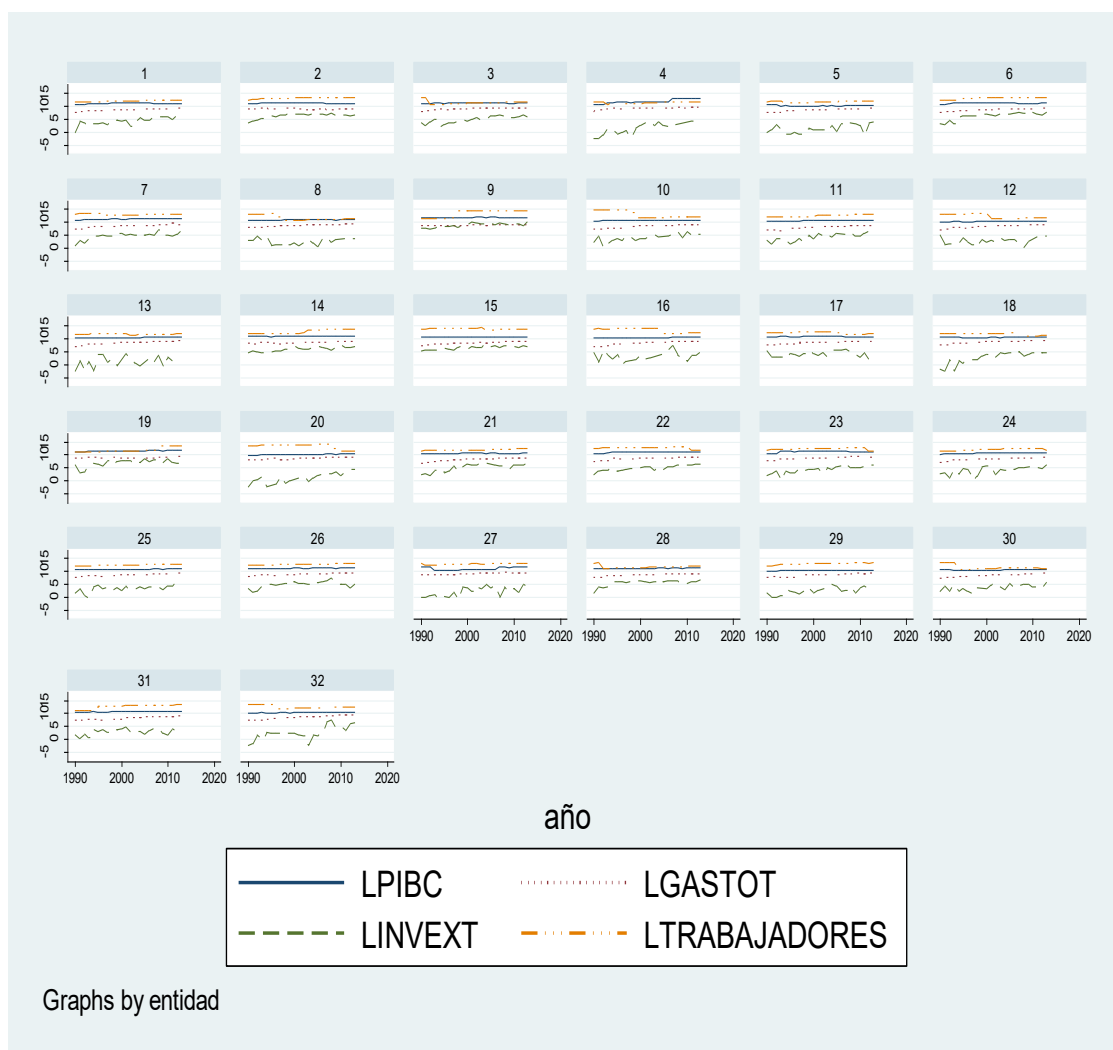 1 2 3 4 5 6
-5 0 5 1015
7 8 9 10 11 12
-5 0 5 1015
13 14 15 16 17 18
-5 0 5 1015
19 20 21 22 23 24
-5 0 5 1015
25 26 27 28 29 30
-5 0 5 1015
1990 2000 2010 2020 1990 2000 2010 2020 1990 2000 2010 2020 1990 2000 2010 2020
31 32
-5 0 5 1015
1990 2000 2010 2020 1990 2000 2010 2020
año
LPIBC LGASTOT
LINVEXT LTRABAJADORES
Graphs by entidad